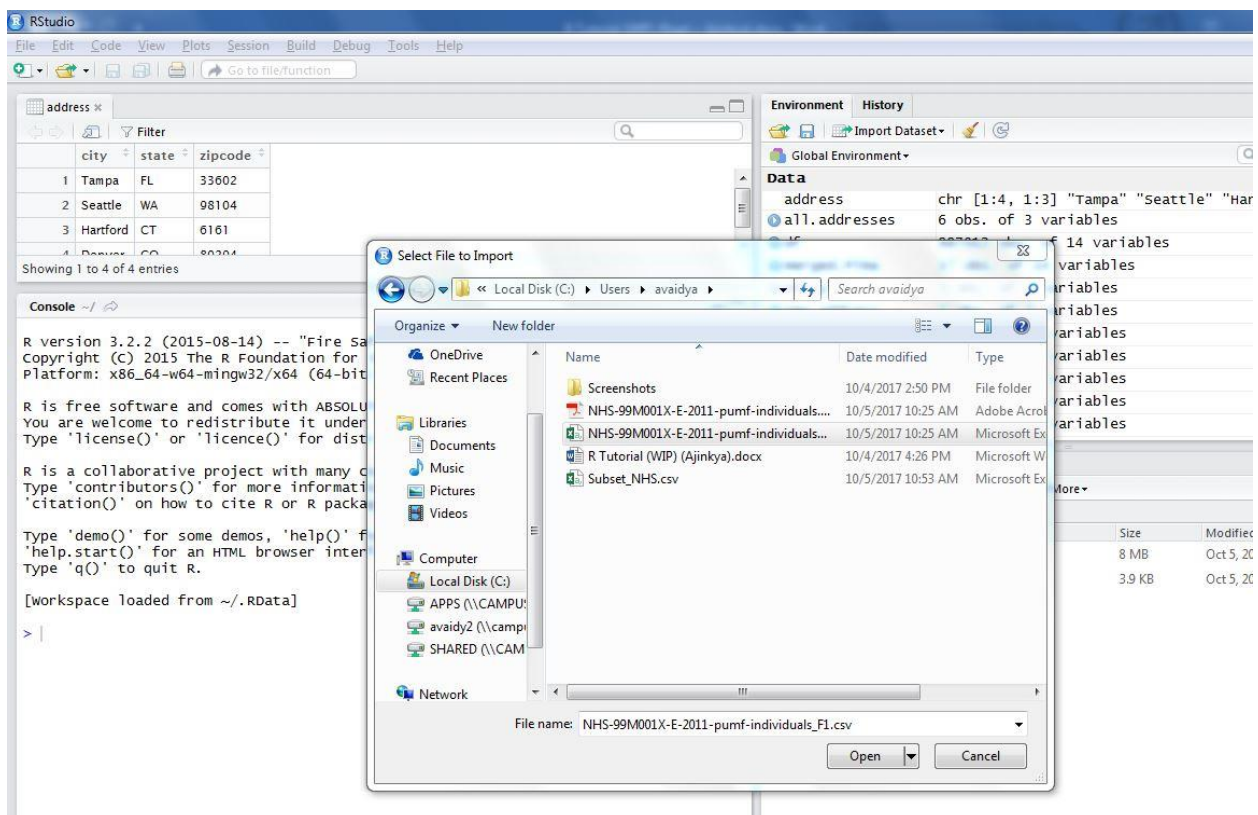 RStudio
File Edit Code View Plots Session Build Debug Tools Help
Go to file/function
address
Filter
city state zipcode
1 Tampa FL 33602
2 Seattle WA 98104
3 Hartford CT 6161
4 Denver CO 80204
Showing 1 to 4 of 4 entries
Console ~/
R version 3.2.2 (2015-08-14) -- "Fire Sa
Copyright (C) 2015 The R Foundation for
Platform: x86_64-w64-mingw32/x64 (64-bit
R is free software and comes with ABSOLU
You are welcome to redistribute it under
Type 'license()' or 'licence()' for dist
R is a collaborative project with many c
Type 'contributors()' for more informati
'citation()' on how to cite R or R packa
Type 'demo()' for some demos, 'help()' f
'help.start()' for an HTML browser inter
Type 'q()' to quit R.
[Workspace loaded from ~/.RData]
>
Environment History
Import Dataset
Global Environment
Data
address chr [1:4, 1:3] "Tampa" "Seattle" "Har
all.addresses 6 obs. of 3 variables
of 14 variables
variables
ariables
ariables
variables
variables
variables
variables
variables
More
Size Modified
8 MB Oct 5, 20
3.9 KB Oct 5, 20
Select File to Import
« Local Disk (C:) Users avaidya
Search avaidya
Organize New folder
OneDrive
Recent Places
Libraries
Documents
Music
Pictures
Videos
Computer
Local Disk (C:)
APPS (\\CAMPU
avaidy2 (\\camp
SHARED (\\CAM
Network
Name Date modified Type
Screenshots 10/4/2017 2:50 PM File folder
NHS-99M001X-E-2011-pumf-individuals.... 10/5/2017 10:25 AM Adobe Acrol
NHS-99M001X-E-2011-pumf-individuals... 10/5/2017 10:25 AM Microsoft Ex
R Tutorial (WIP) (Ajinkya).docx 10/4/2017 4:26 PM Microsoft W
Subset_NHS.csv 10/5/2017 10:53 AM Microsoft Ex
File name: NHS-99M001X-E-2011-pumf-individuals_F1.csv
Open Cancel